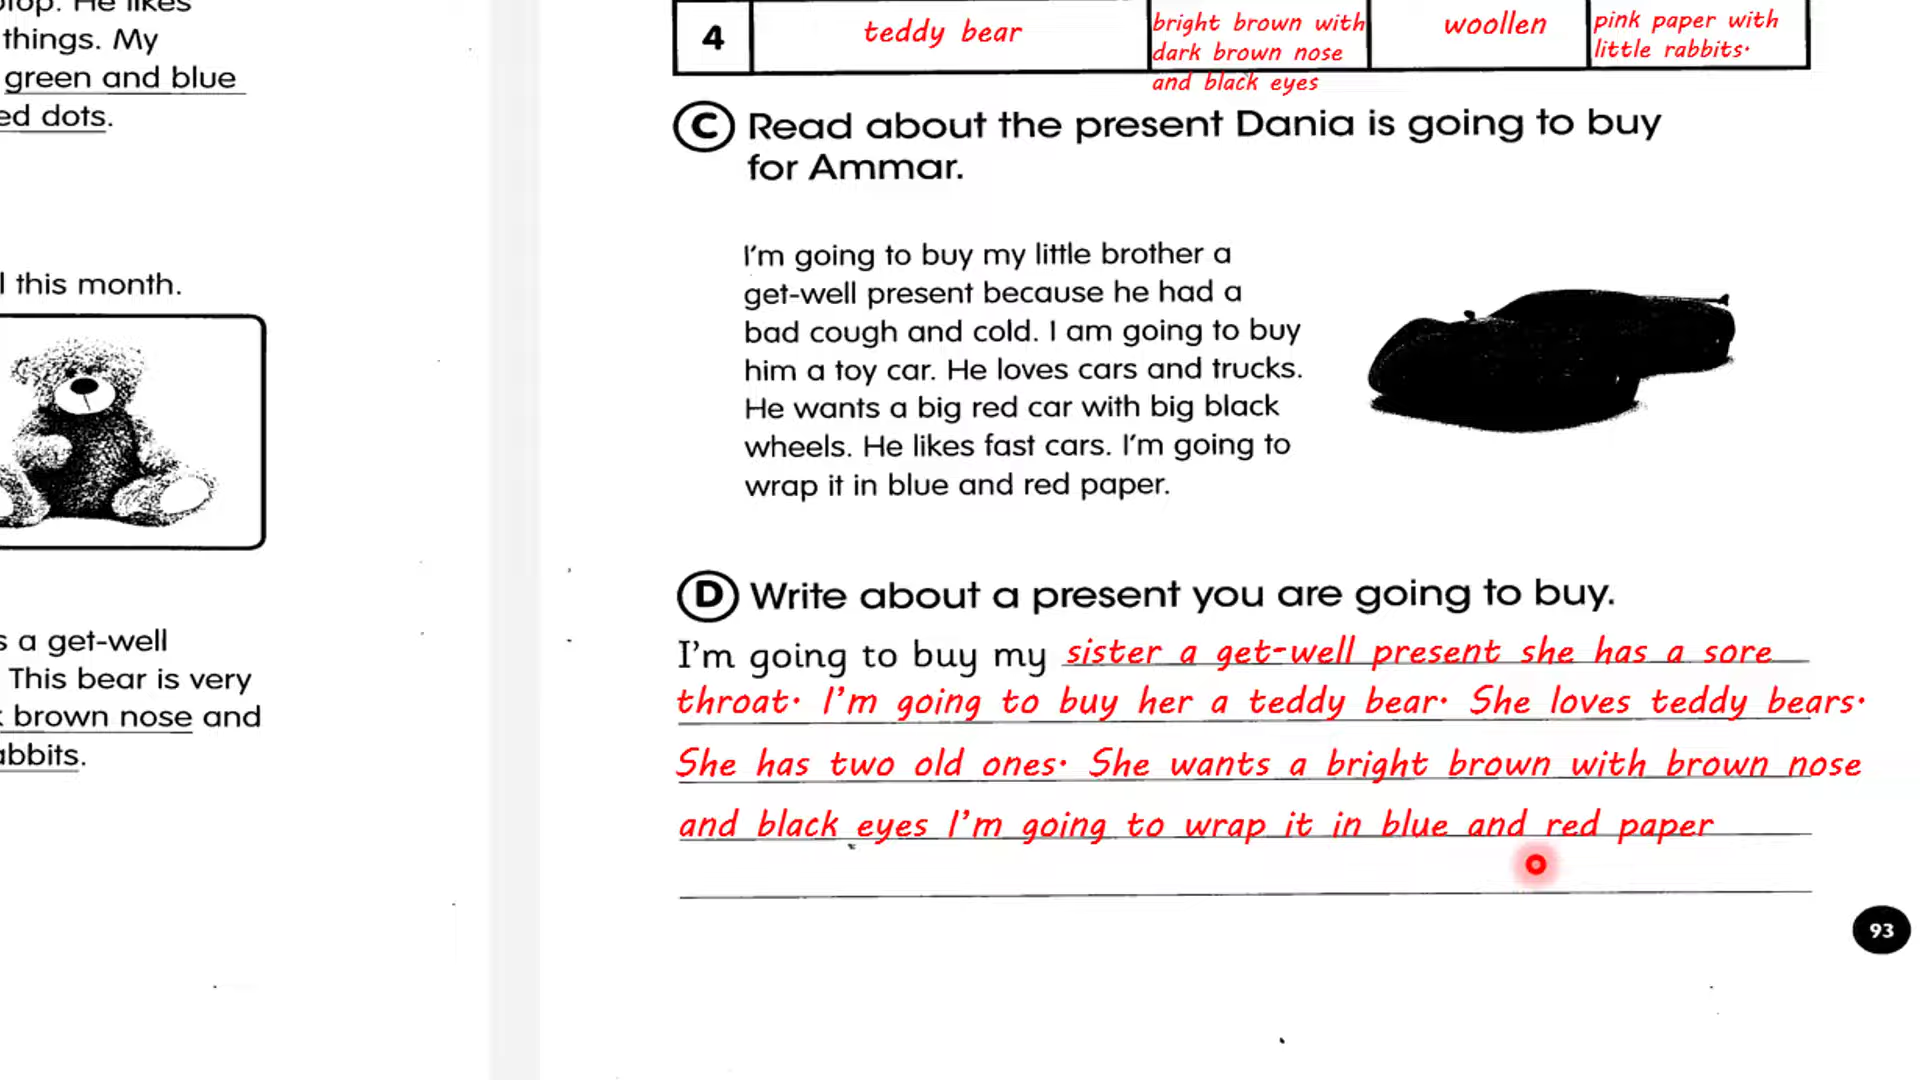 things. My
green and blue
ed dots.
l this month.
s a get-well
This bear is very
brown nose and
abbits.
4
teddy bear
bright brown with
dark brown nose
and black eyes
woollen
pink paper with
little rabbits.
C Read about the present Dania is going to buy
for Ammar.
I'm going to buy my little brother a
get-well present because he had a
bad cough and cold. I am going to buy
him a toy car. He loves cars and trucks.
He wants a big red car with big black
wheels. He likes fast cars. I'm going to
wrap it in blue and red paper.
D Write about a present you are going to buy.
I'm going to buy my sister a get-well present she has a sore
throat. I'm going to buy her a teddy bear. She loves teddy bears.
She has two old ones. She wants a bright brown with brown nose
and black eyes I'm going to wrap it in blue and red paper
93